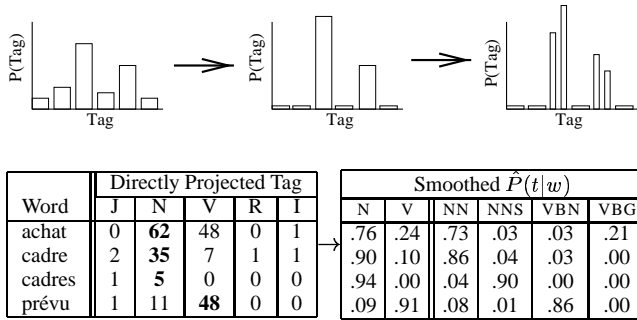 P(Tag) P(Tag) P(Tag)
Tag Tag Tag
Directly Projected Tag Smoothed P̂(t|w)
Word J N V R I N V NN NNS VBN VBG
achat 0 62 48 0 1 .76 .24 .73 .03 .03 .21
cadre 2 35 7 1 1 .90 .10 .86 .04 .03 .00
cadres 1 5 0 0 0 .94 .00 .04 .90 .00 .00
prévu 1 11 48 0 0 .09 .91 .08 .01 .86 .00